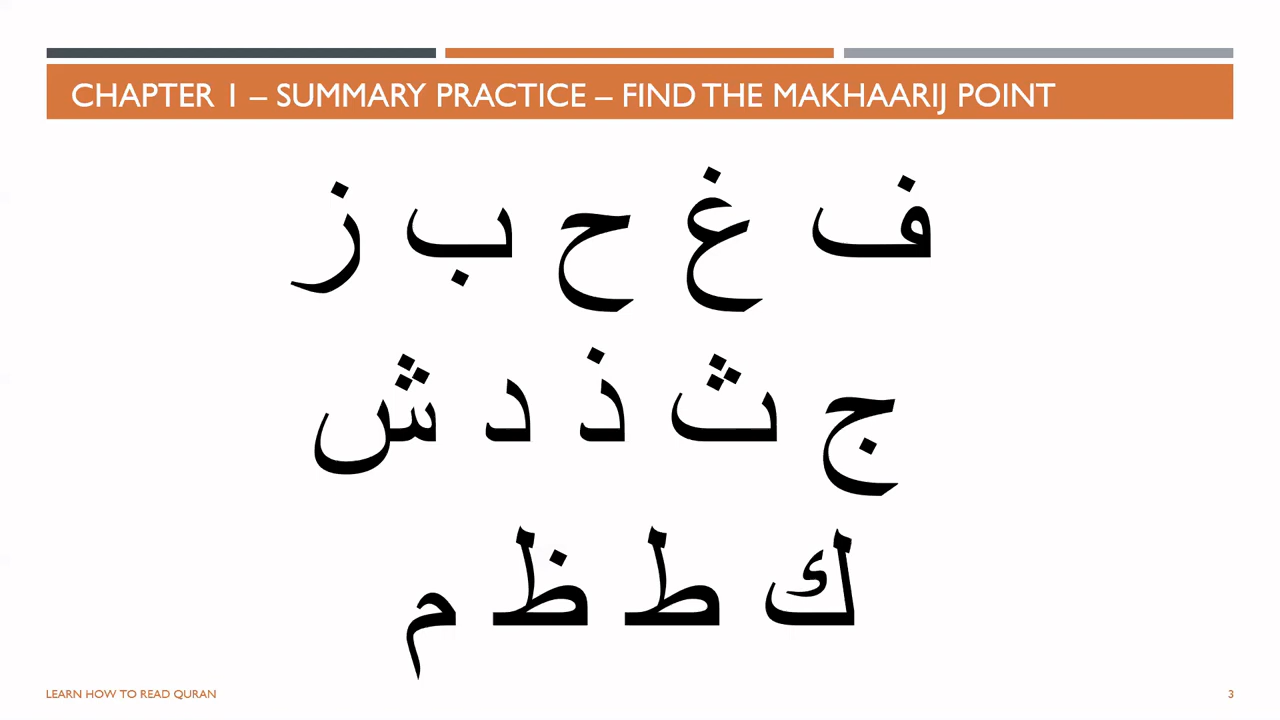 CHAPTER 1 – SUMMARY PRACTICE – FIND THE MAKHAARIJ POINT
ف غ ح ب ز
ج ث ذ د ش
ك ط ظ م
LEARN HOW TO READ QURAN
3